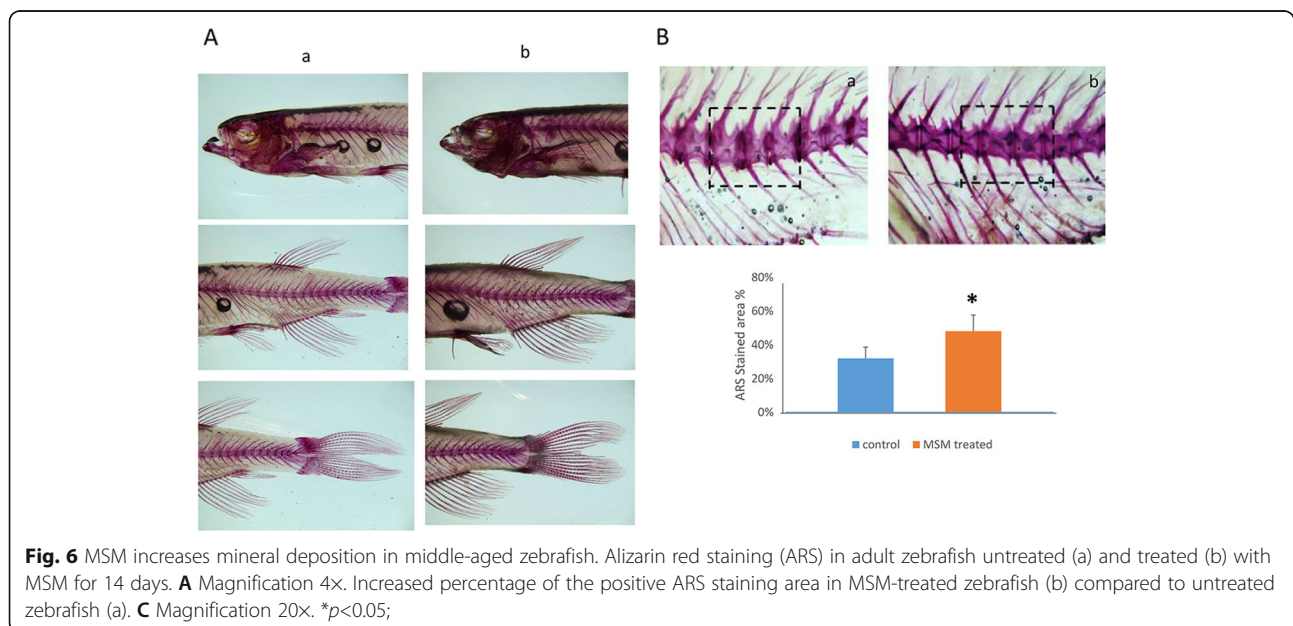 A
a
b
B
a
b
80%
60%
40%
20%
0%
ARS Stained area %
*
control
MSM treated
Fig. 6 MSM increases mineral deposition in middle-aged zebrafish. Alizarin red staining (ARS) in adult zebrafish untreated (a) and treated (b) with
MSM for 14 days. A Magnification 4×. Increased percentage of the positive ARS staining area in MSM-treated zebrafish (b) compared to untreated
zebrafish (a). C Magnification 20×. *p<0.05;